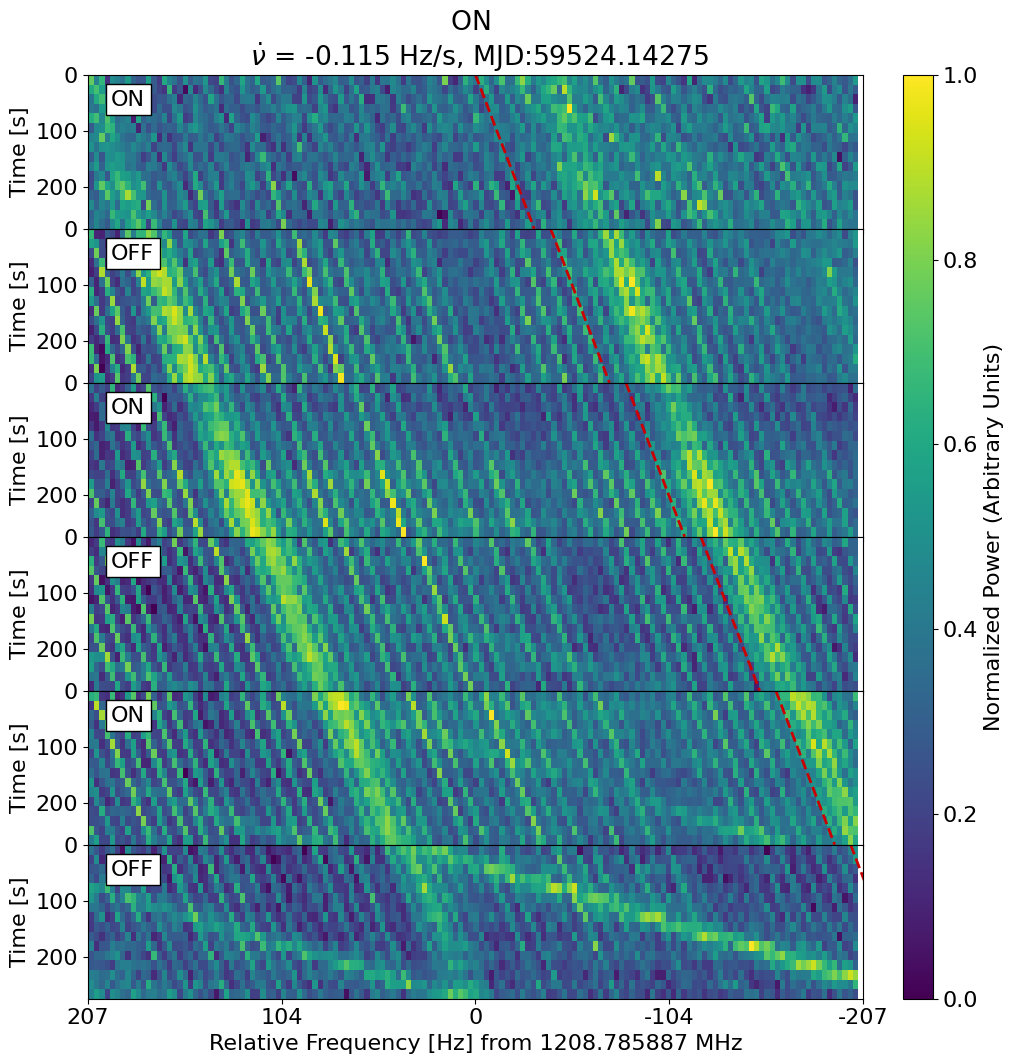 ON
ν̇ = -0.115 Hz/s, MJD:59524.14275
0
ON
100
Time [s]
200
0
OFF
100
Time [s]
200
0
ON
100
Time [s]
200
0
OFF
100
Time [s]
200
0
ON
100
Time [s]
200
0
OFF
100
Time [s]
200
207 104 0 -104 -207
Relative Frequency [Hz] from 1208.785887 MHz
1.0
0.8
0.6
0.4
0.2
0.0
Normalized Power (Arbitrary Units)